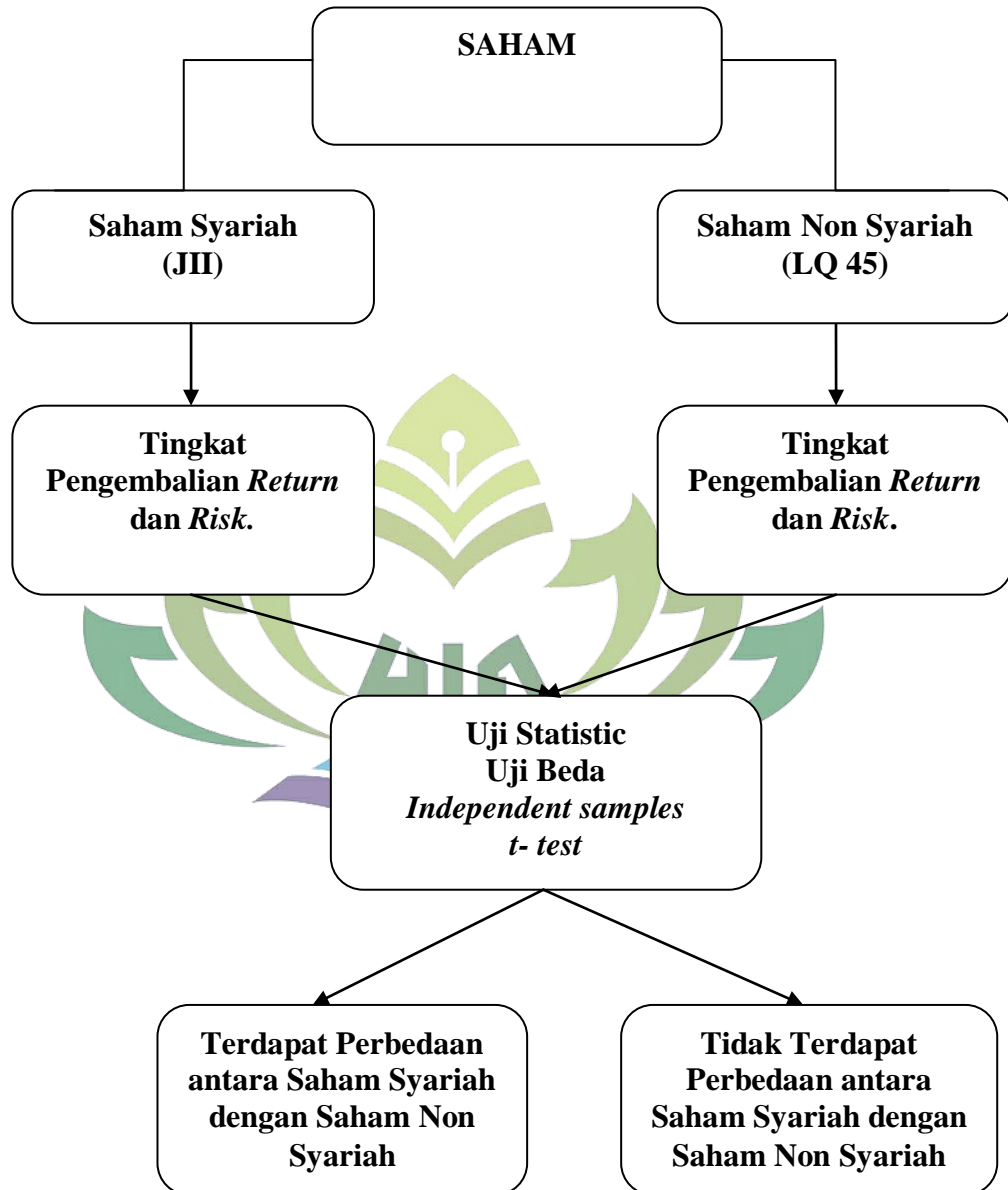 SAHAM
Saham Syariah
(JII)
Saham Non Syariah
(LQ 45)
Tingkat
Pengembalian Return
dan Risk.
Tingkat
Pengembalian Return
dan Risk.
UIN
Uji Statistic
Uji Beda
Independent samples
t- test
Terdapat Perbedaan
antara Saham Syariah
dengan Saham Non
Syariah
Tidak Terdapat
Perbedaan antara
Saham Syariah dengan
Saham Non Syariah